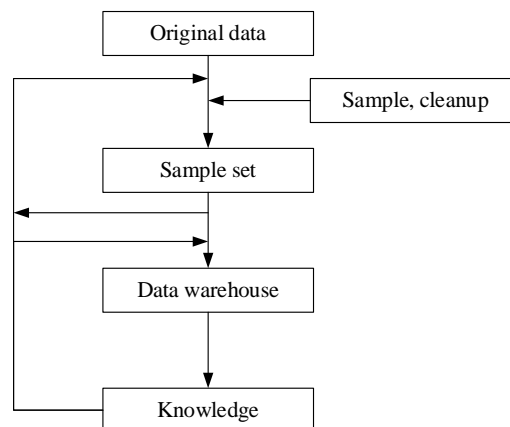 Original data
Sample, cleanup
Sample set
Data warehouse
Knowledge